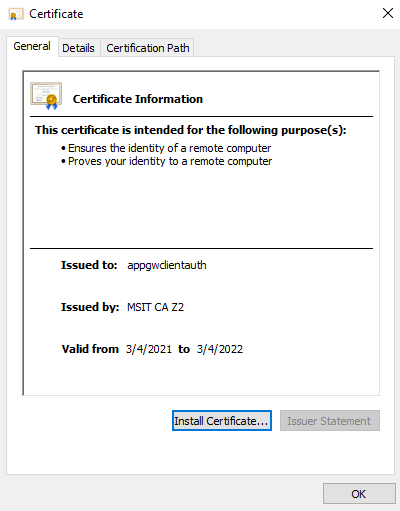 Certificate
General Details Certification Path
Certificate Information
This certificate is intended for the following purpose(s):
• Ensures the identity of a remote computer
• Proves your identity to a remote computer
Issued to: appgwclientauth
Issued by: MSIT CA Z2
Valid from 3/4/2021 to 3/4/2022
Install Certificate... Issuer Statement
OK